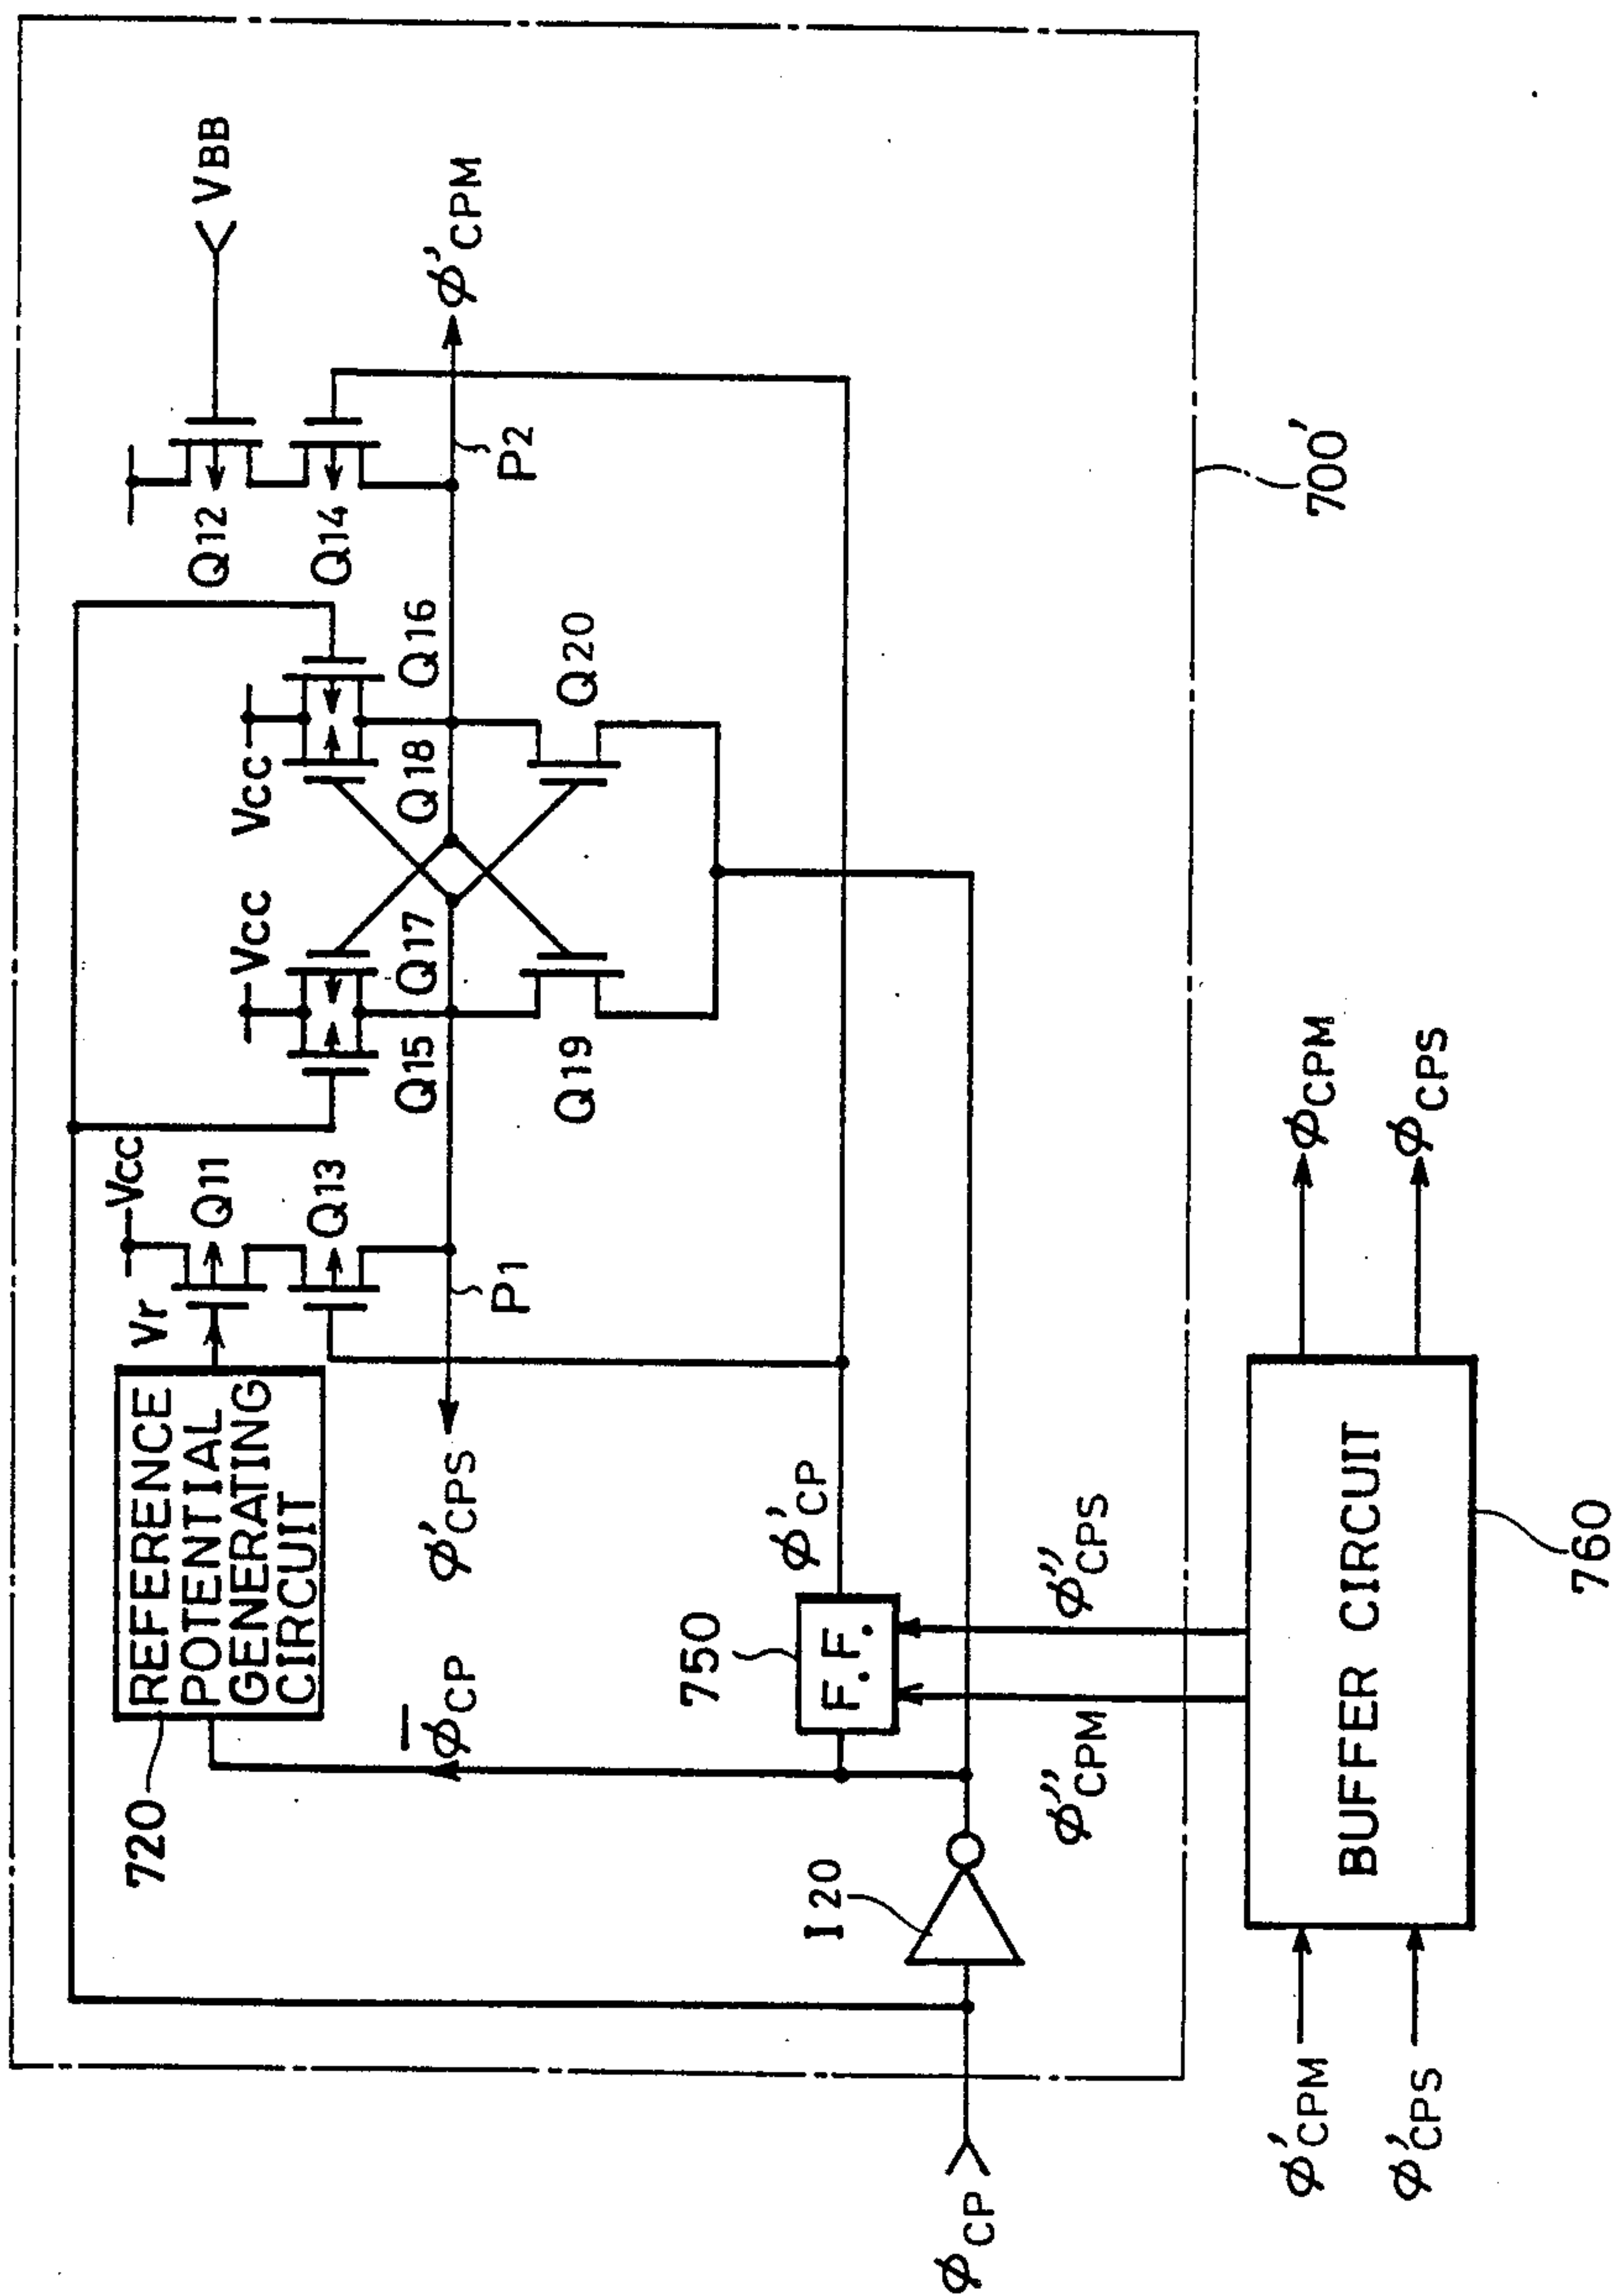 VBB
Vcc
Vr
Q11
Vcc
Vcc
Q12
720
REFERENCE
POTENTIAL
GENERATING
CIRCUIT
Q13
Q14
φ̅CP
φ'CPS
P1
Q15
Q17
Q18
Q16
P2
φ'CPM
Q19
Q20
750
F.F.
φ'CP
I20
φCP
φ''CPM
φ''CPS
700'
φ'CPM
φ'CPS
BUFFER CIRCUIT
φCPM
φCPS
760